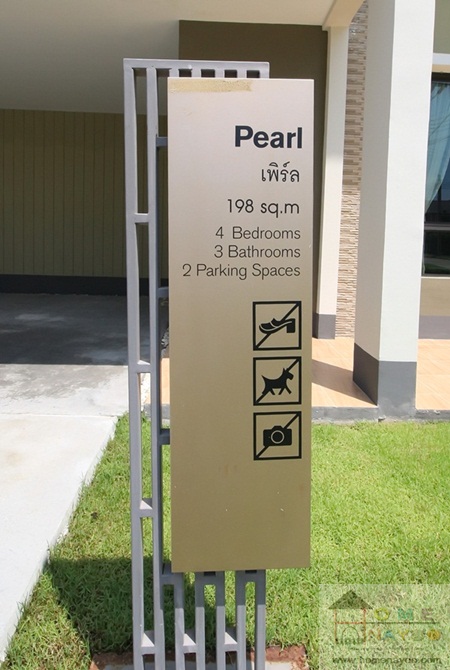 Pearl
เพิร์ล
198 sq.m
4 Bedrooms
3 Bathrooms
2 Parking Spaces